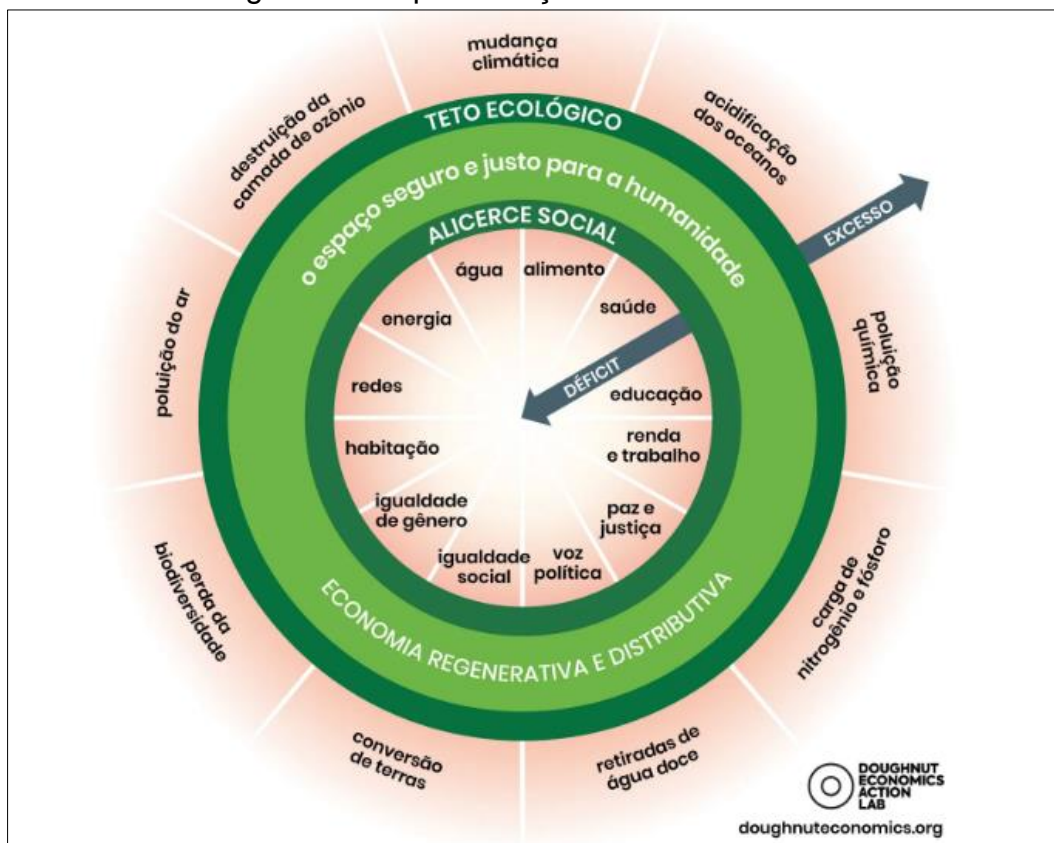 mudança
climática
acidificação
dos oceanos
poluição
química
carga de
nitrogênio e fósforo
retiradas de
água doce
conversão
de terras
perda da
biodiversidade
poluição do ar
destruição da
camada de ozônio
TETO ECOLÓGICO
o espaço seguro e justo para a humanidade
ALICERCE SOCIAL
água
alimento
saúde
educação
renda
e trabalho
paz e
justiça
voz
política
igualdade
social
igualdade
de gênero
habitação
redes
energia
DÉFICIT
EXCESSO
ECONOMIA REGENERATIVA E DISTRIBUTIVA
DOUGHNUT
ECONOMICS
ACTION
LAB
doughnuteconomics.org